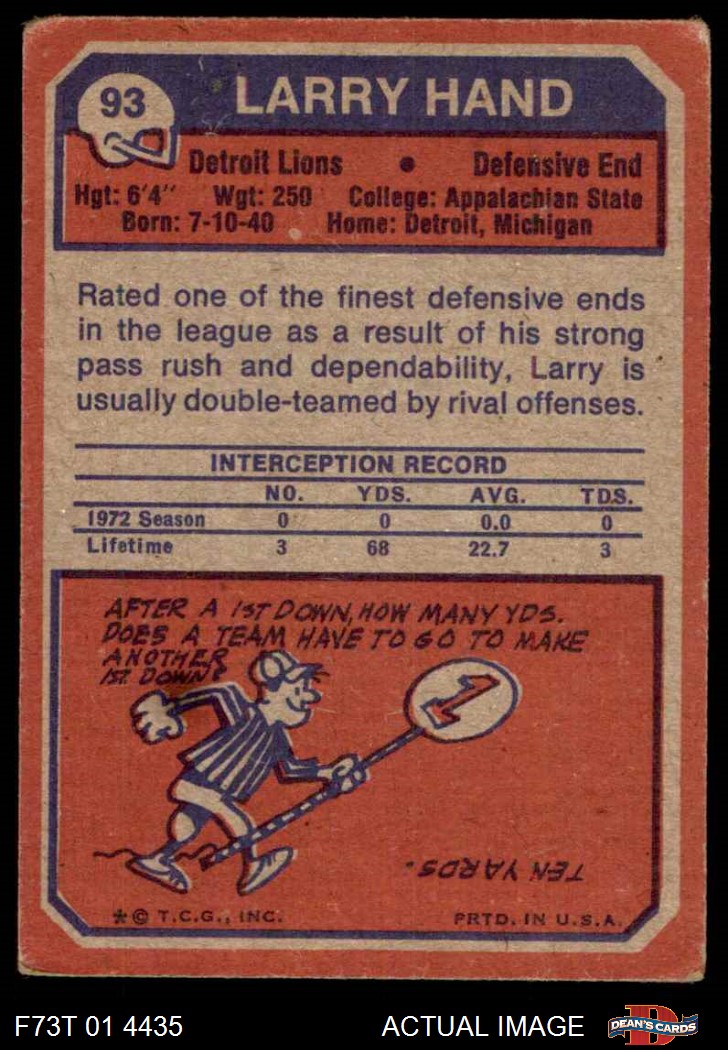 93
LARRY HAND
Detroit Lions • Defensive End
Hgt: 6'4" Wgt: 250 College: Appalachian State
Born: 7-10-40 Home: Detroit, Michigan
Rated one of the finest defensive ends
in the league as a result of his strong
pass rush and dependability, Larry is
usually double-teamed by rival offenses.
INTERCEPTION RECORD
NO. YDS. AVG. TDS.
1972 Season 0 0 0.0 0
Lifetime 3 68 22.7 3
AFTER A 1ST DOWN, HOW MANY YDS.
DOES A TEAM HAVE TO GO TO MAKE
ANOTHER
1ST. DOWN?
1
TEN YARDS.
*© T.C.G., INC. PRTD. IN U.S.A.
F73T 01 4435 ACTUAL IMAGE D DEAN'S CARDS